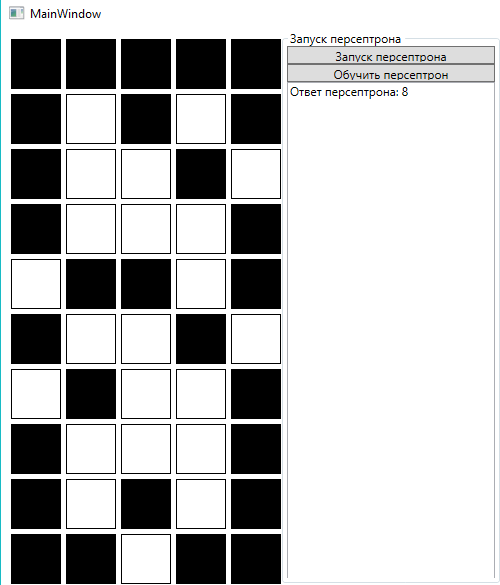 MainWindow
Запуск персептрона
Запуск персептрона
Обучить персептрон
Ответ персептрона: 8